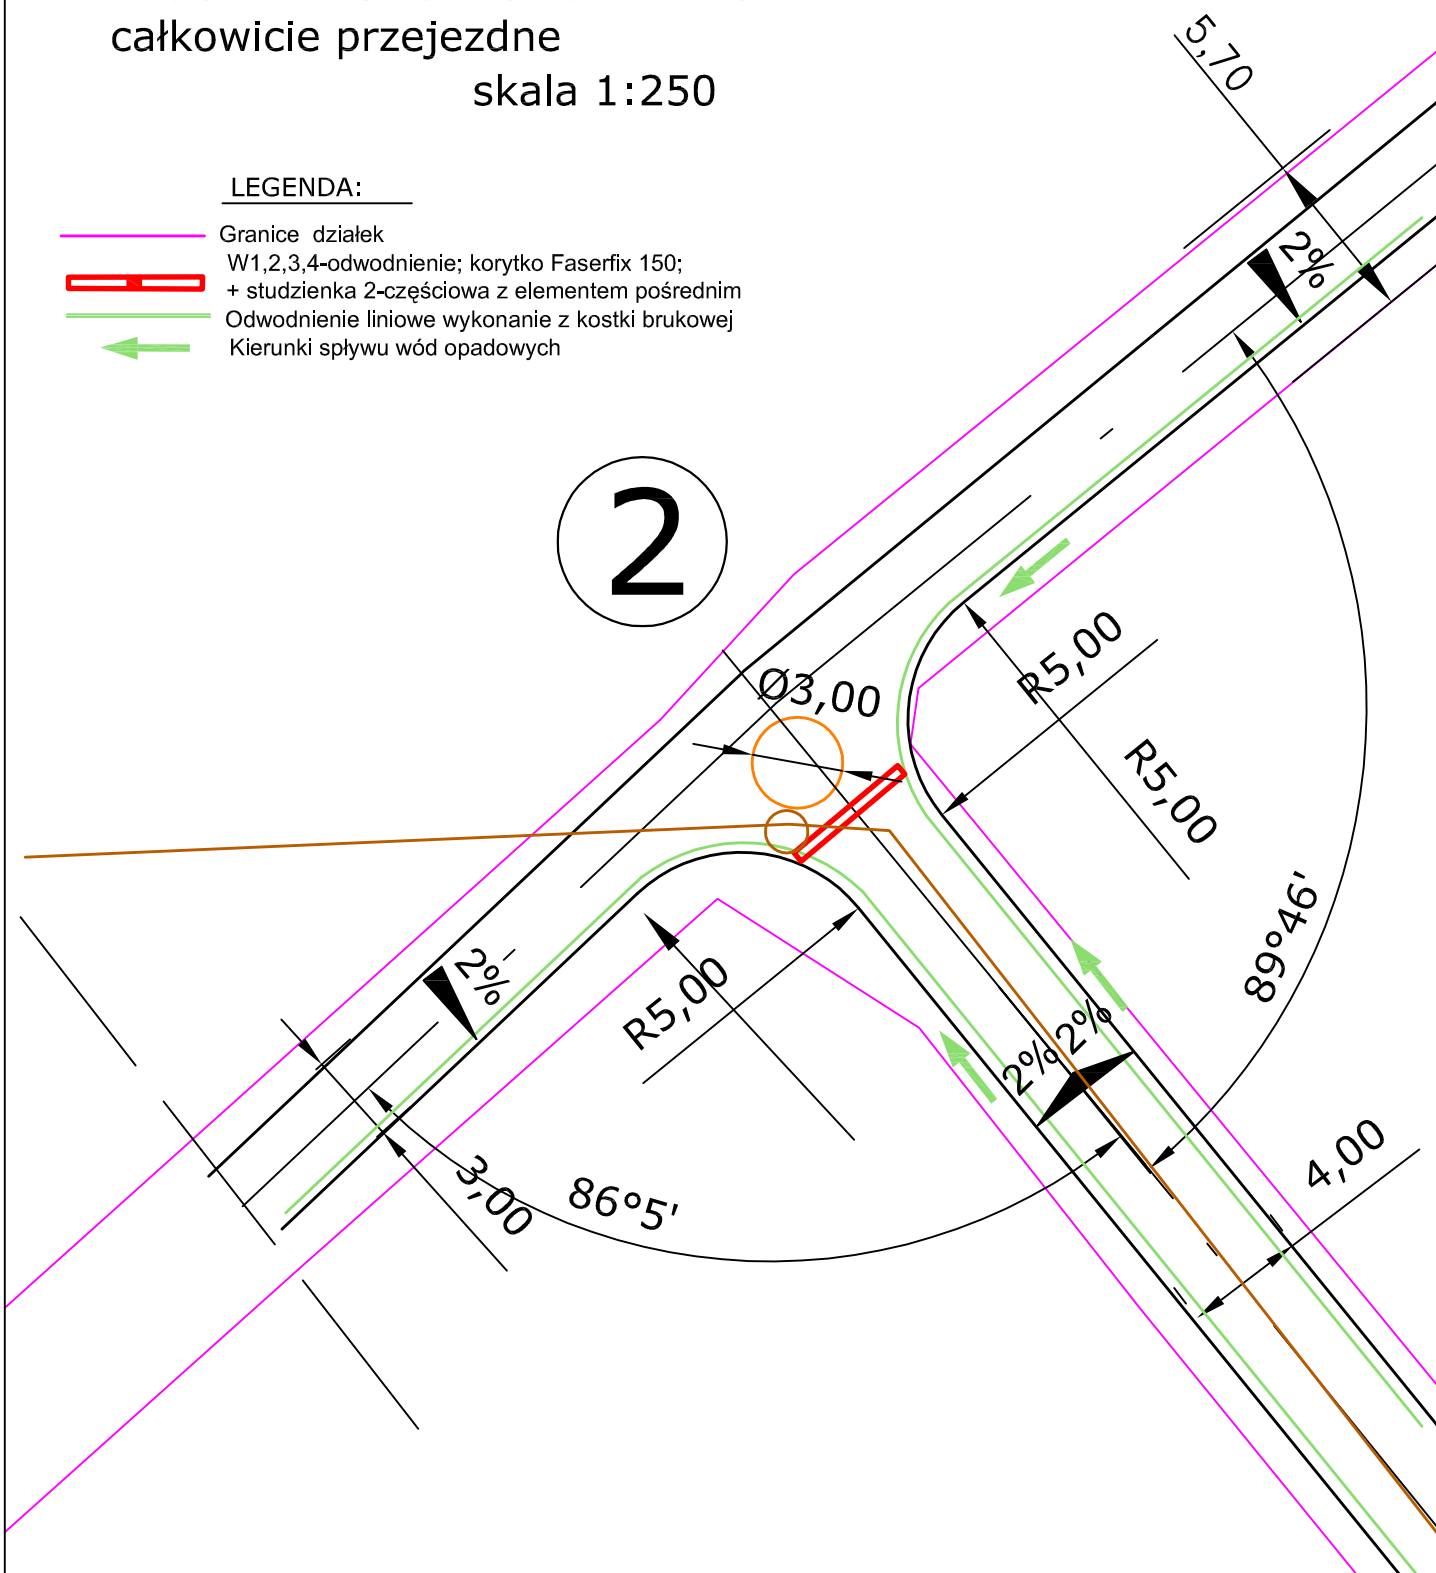 całkowicie przejezdne
skala 1:250
LEGENDA:
Granice działek
W1,2,3,4-odwodnienie; korytko Faserfix 150;
+ studzienka 2-częściowa z elementem pośrednim
Odwodnienie liniowe wykonanie z kostki brukowej
Kierunki spływu wód opadowych
5,70
2%
2
R5,00
Ø3,00
R5,00
89°46'
2%
R5,00
2%
2%
4,00
3,00
86°5'